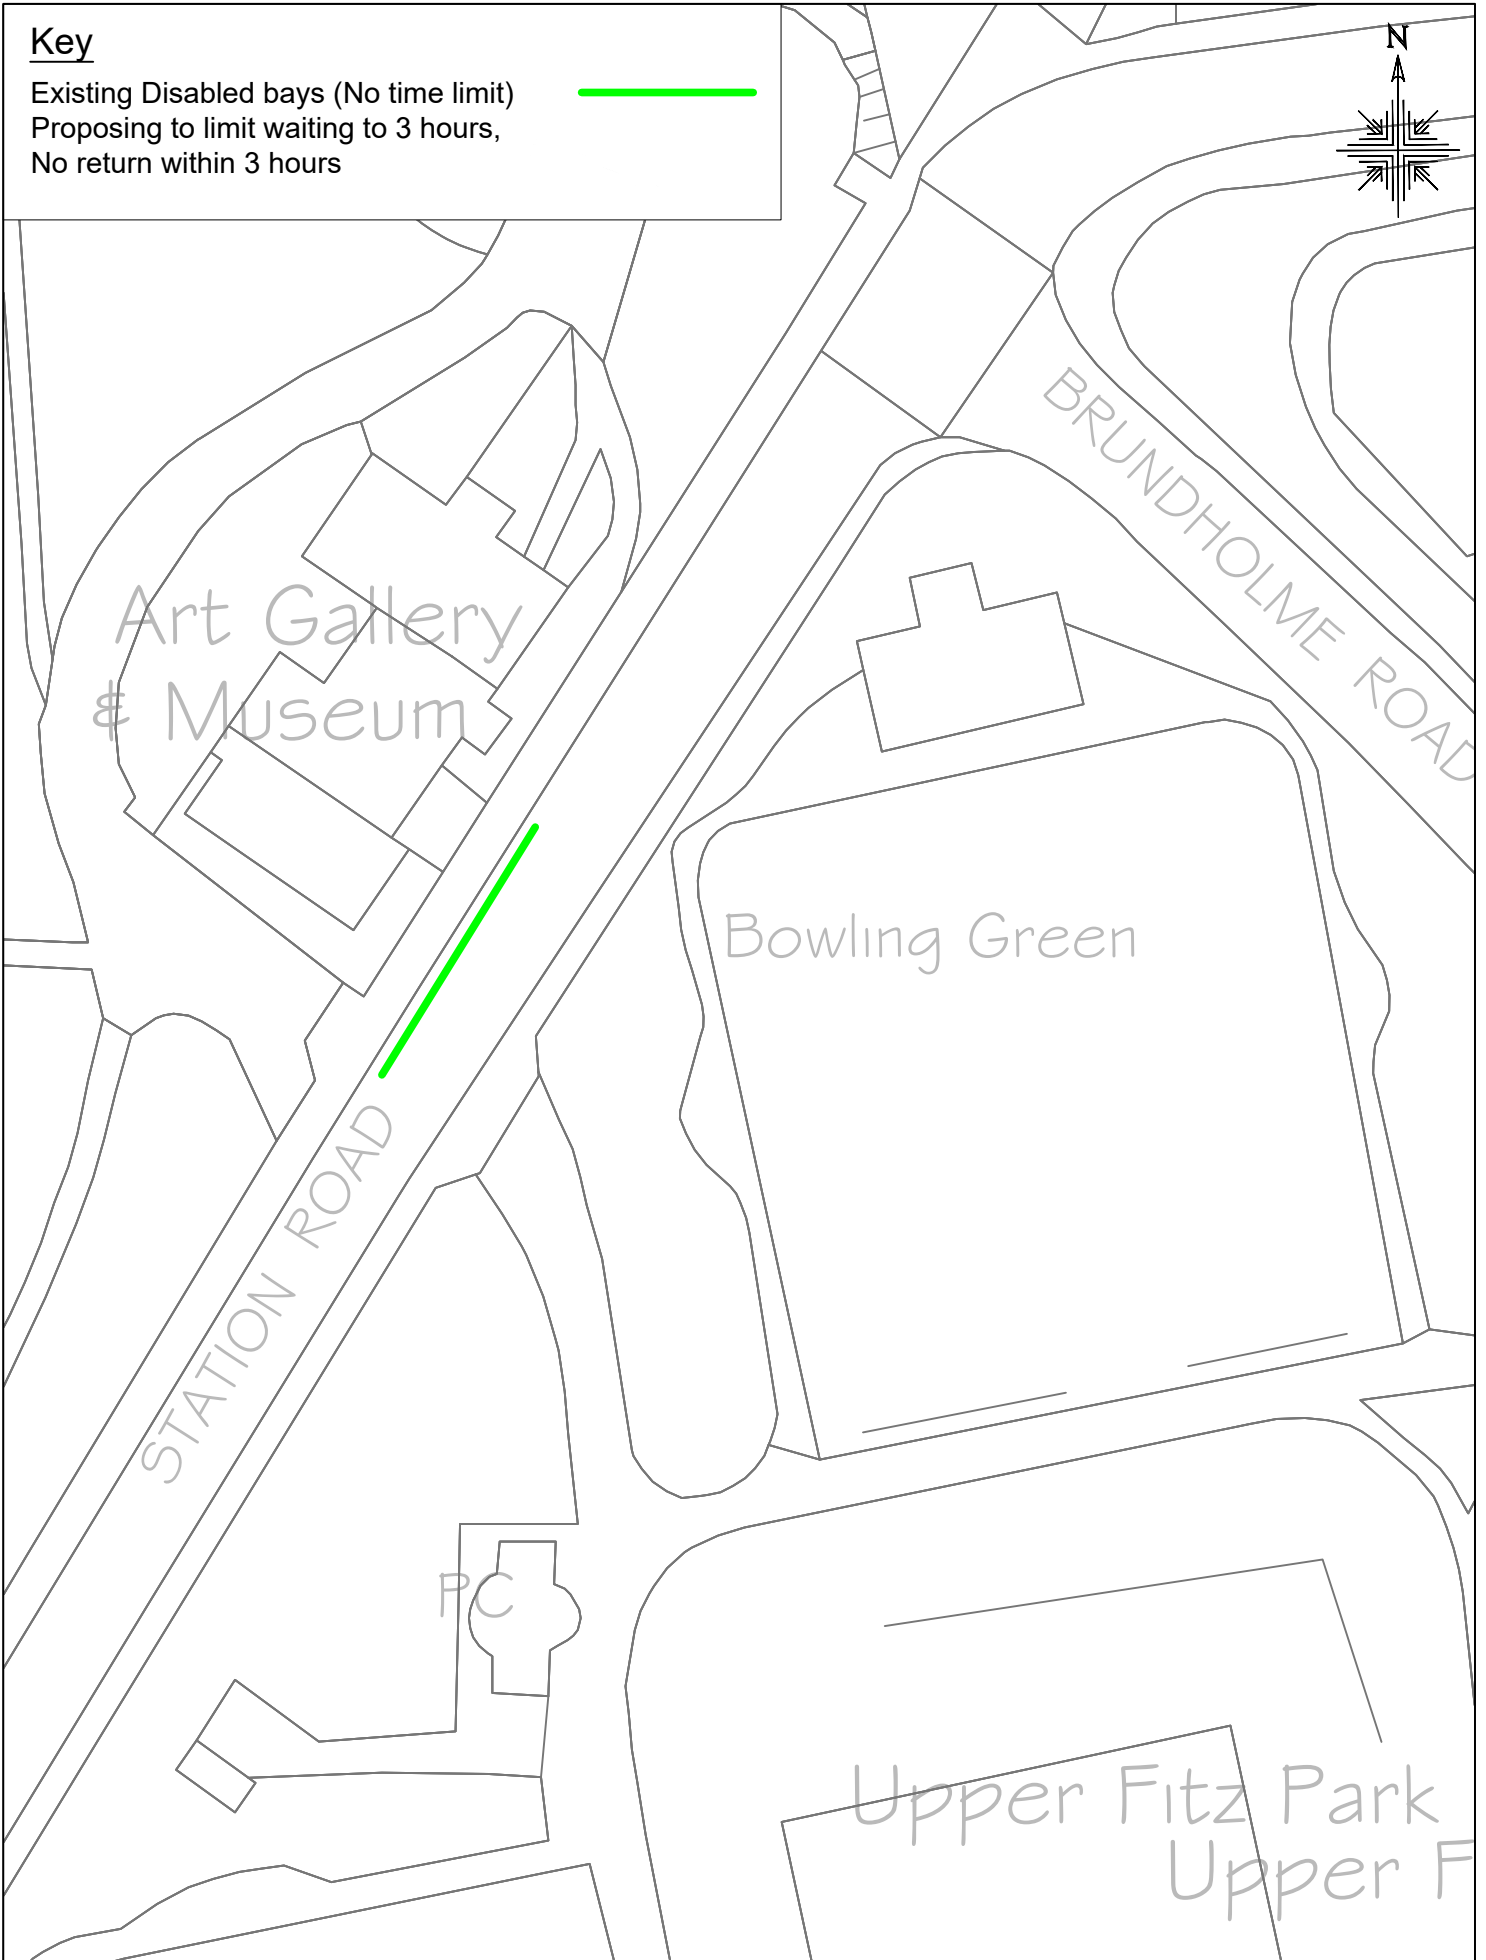 Key
N
Existing Disabled bays (No time limit)
Proposing to limit waiting to 3 hours,
No return within 3 hours
BRUNDHOLME ROAD
Art Gallery
& Museum
Bowling Green
STATION ROAD
PC
Upper Fitz Park
Upper F